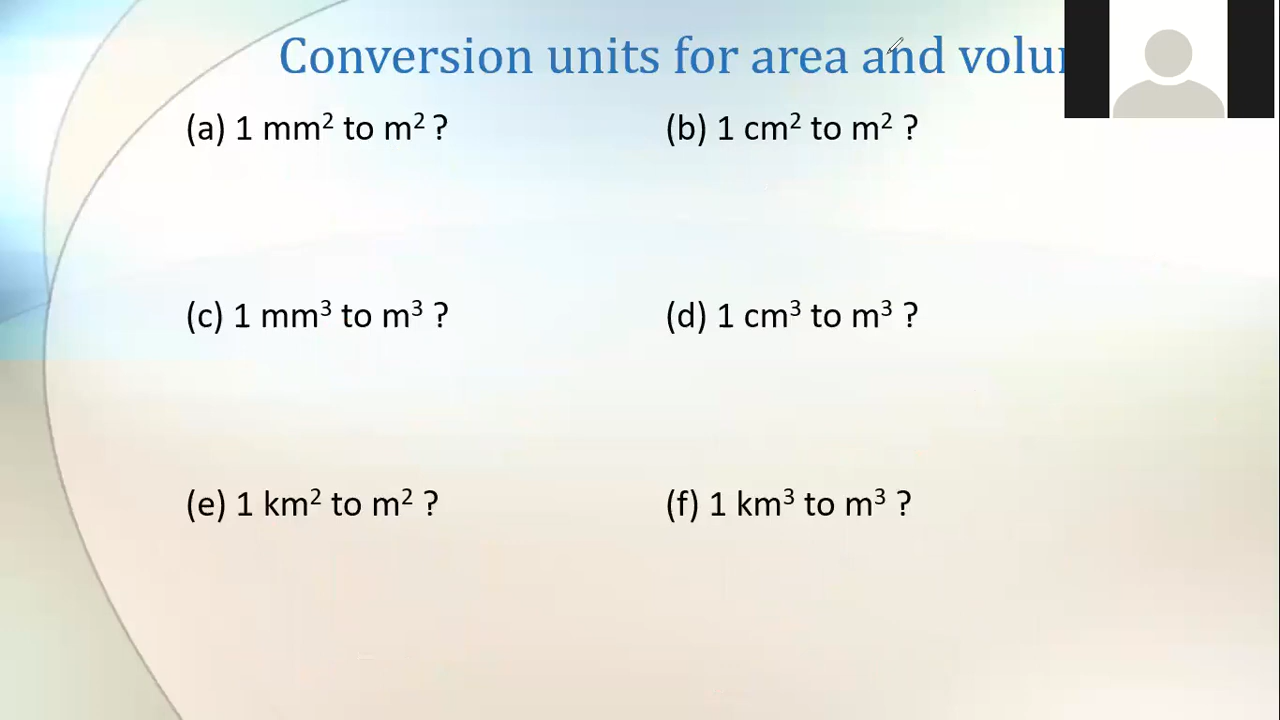 Conversion units for area and
(a) 1 mm² to m² ?
(b) 1 cm² to m² ?
(c) 1 mm³ to m³ ?
(d) 1 cm³ to m³ ?
(e) 1 km² to m² ?
(f) 1 km³ to m³ ?